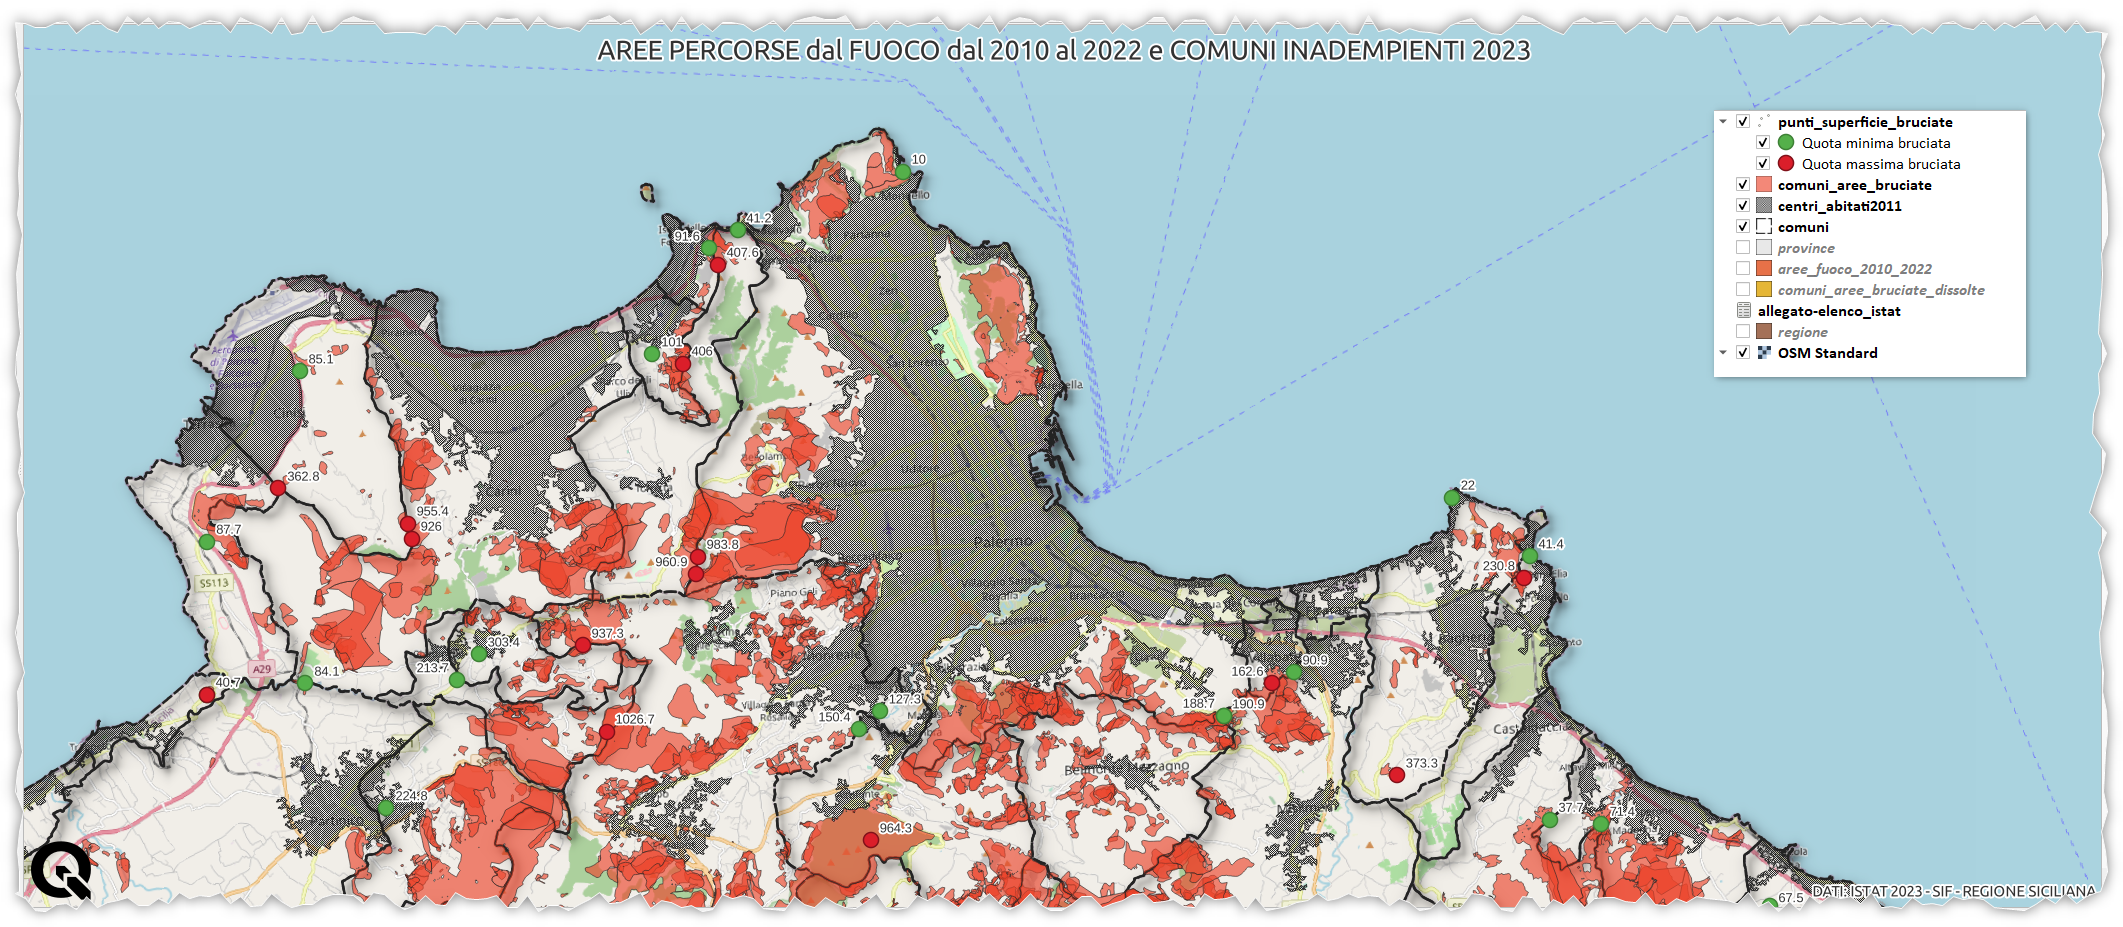 AREE PERCORSE dal FUOCO dal 2010 al 2022 e COMUNI INADEMPIENTI 2023
punti_superficie_bruciate
Quota minima bruciata
Quota massima bruciata
comuni_aree_bruciate
centri_abitati2011
comuni
province
aree_fuoco_2010_2022
comuni_aree_bruciate_dissolte
allegato-elenco_istat
regione
OSM Standard
10
41.2
91.6
407.6
101
406
85.1
362.8
955.4
926
87.7
22
41.4
230.8
983.8
960.9
SS113
Palermo
Piano Geli
937.3
303.4
213.7
A29
84.1
40.7
162.6
90.9
127.3
150.4
188.7
190.9
1026.7
373.3
224.8
964.3
37.7
71.4
67.5
DATI: ISTAT 2023 - SIF - REGIONE SICILIANA